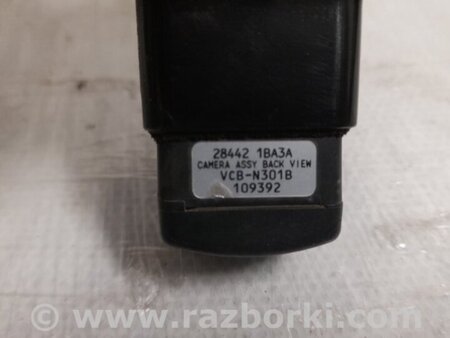 28442 1BA3A
CAMERA ASSY BACK VIEW
VCB-N301B
109392
www.razborki.com